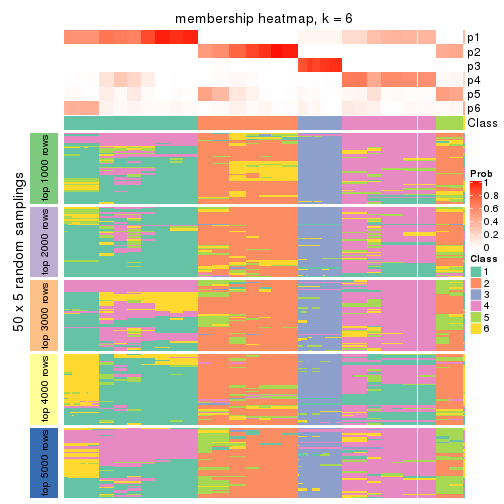 membership heatmap, k = 6
p1
p2
p3
p4
p5
p6
Class
50 x 5 random samplings
top 1000 rows
top 2000 rows
top 3000 rows
top 4000 rows
top 5000 rows
Prob
1
0.8
0.6
0.4
0.2
0
Class
1
2
3
4
5
6